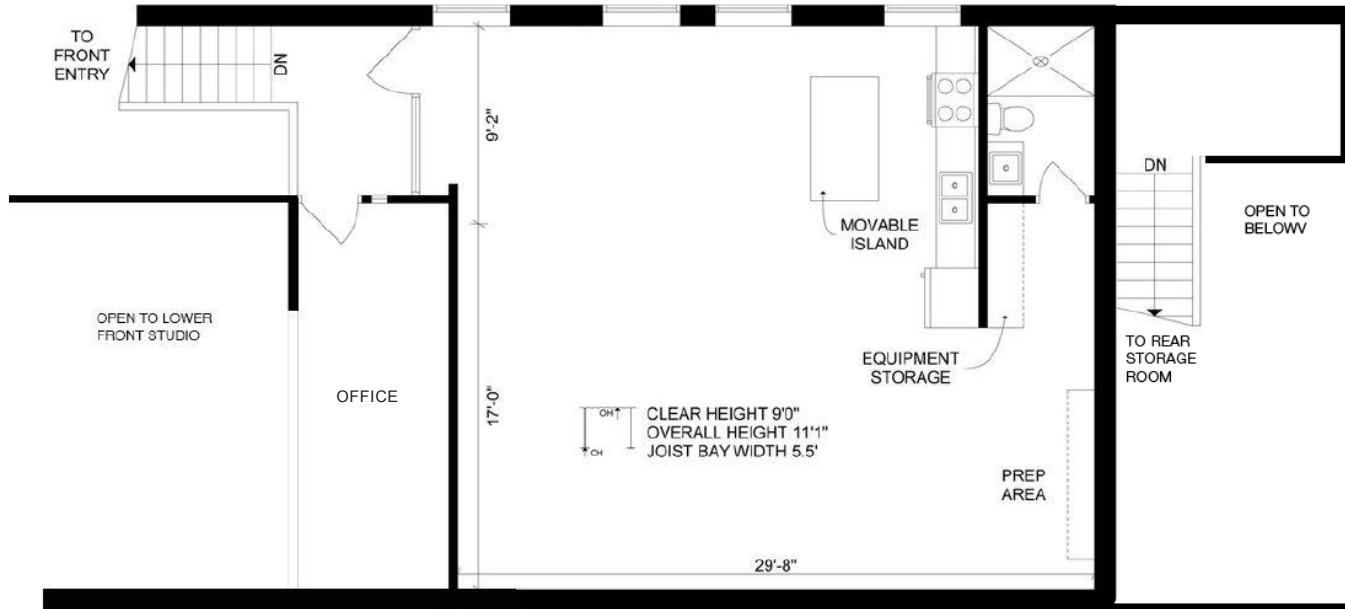 TO
FRONT
ENTRY
DN
9'-2"
MOVABLE
ISLAND
DN
OPEN TO
BELOWV
OPEN TO LOWER
FRONT STUDIO
OFFICE
17'-0"
EQUIPMENT
STORAGE
TO REAR
STORAGE
ROOM
OH
CH
CLEAR HEIGHT 9'0"
OVERALL HEIGHT 11'1"
JOIST BAY WIDTH 5.5'
PREP
AREA
29'-8"